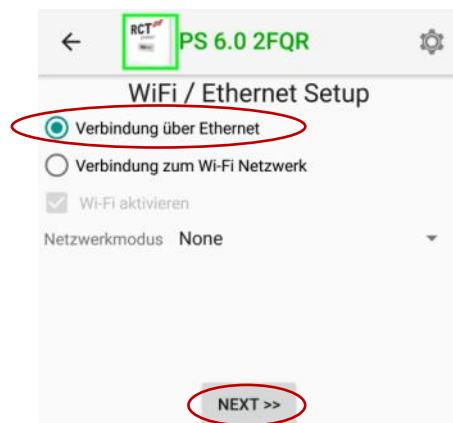 RCT
PS 6.0 2FQR
WiFi / Ethernet Setup
Verbindung über Ethernet
Verbindung zum Wi-Fi Netzwerk
Wi-Fi aktivieren
Netzwerkmodus None
NEXT >>